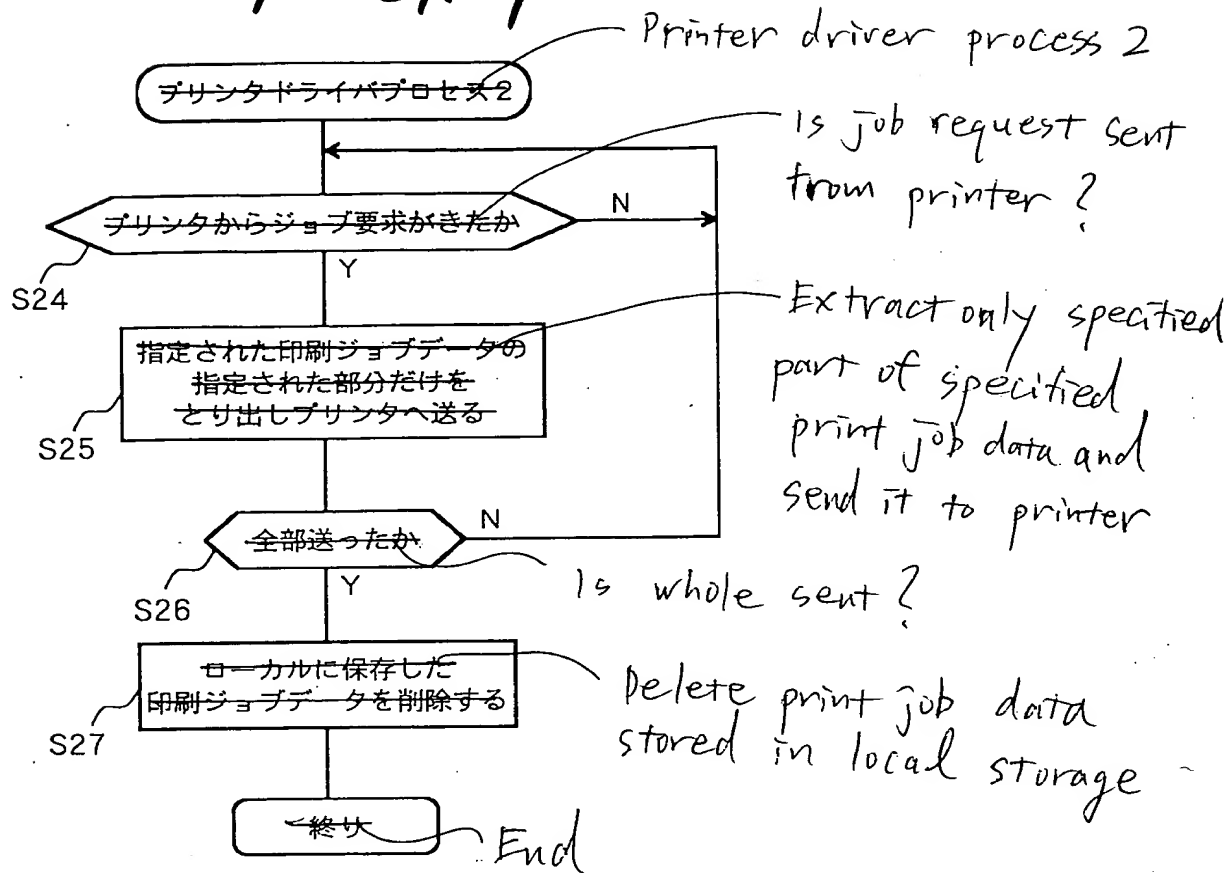 Printer driver process 2
プリンタドライバプロセス2
Is job request sent
from printer?
プリンタからジョブ要求がきたか
N
Y
S24
Extract only specified
part of specified
print job data and
send it to printer
指定された印刷ジョブデータの
指定された部分だけを
とり出しプリンタへ送る
S25
全部送ったか
N
Y
S26
Is whole sent?
ローカルに保存した
印刷ジョブデータを削除する
S27
Delete print job data
stored in local storage
終り
End